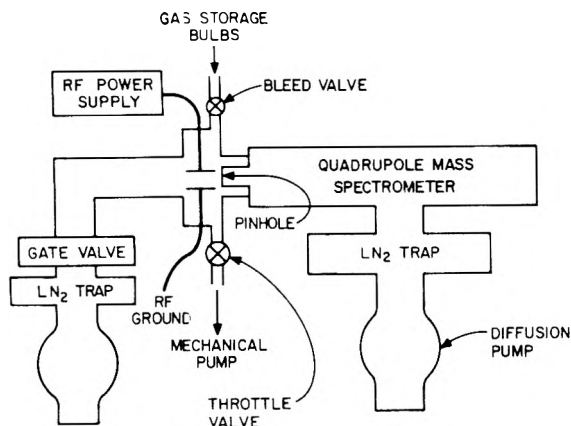 GAS STORAGE
BULBS
RF POWER
SUPPLY
BLEED VALVE
QUADRUPOLE MASS
SPECTROMETER
PINHOLE
GATE VALVE
LN₂ TRAP
LN₂ TRAP
RF
GROUND
MECHANICAL
PUMP
DIFFUSION
PUMP
THROTTLE
VALVE